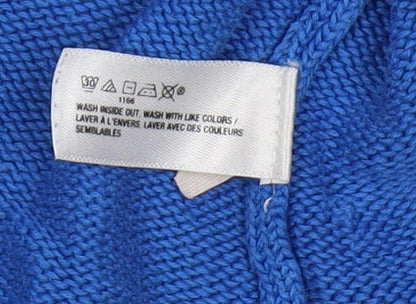 30
1166
WASH INSIDE OUT. WASH WITH LIKE COLORS /
LAVER À L'ENVERS. LAVER AVEC DES COULEURS
SEMBLABLES